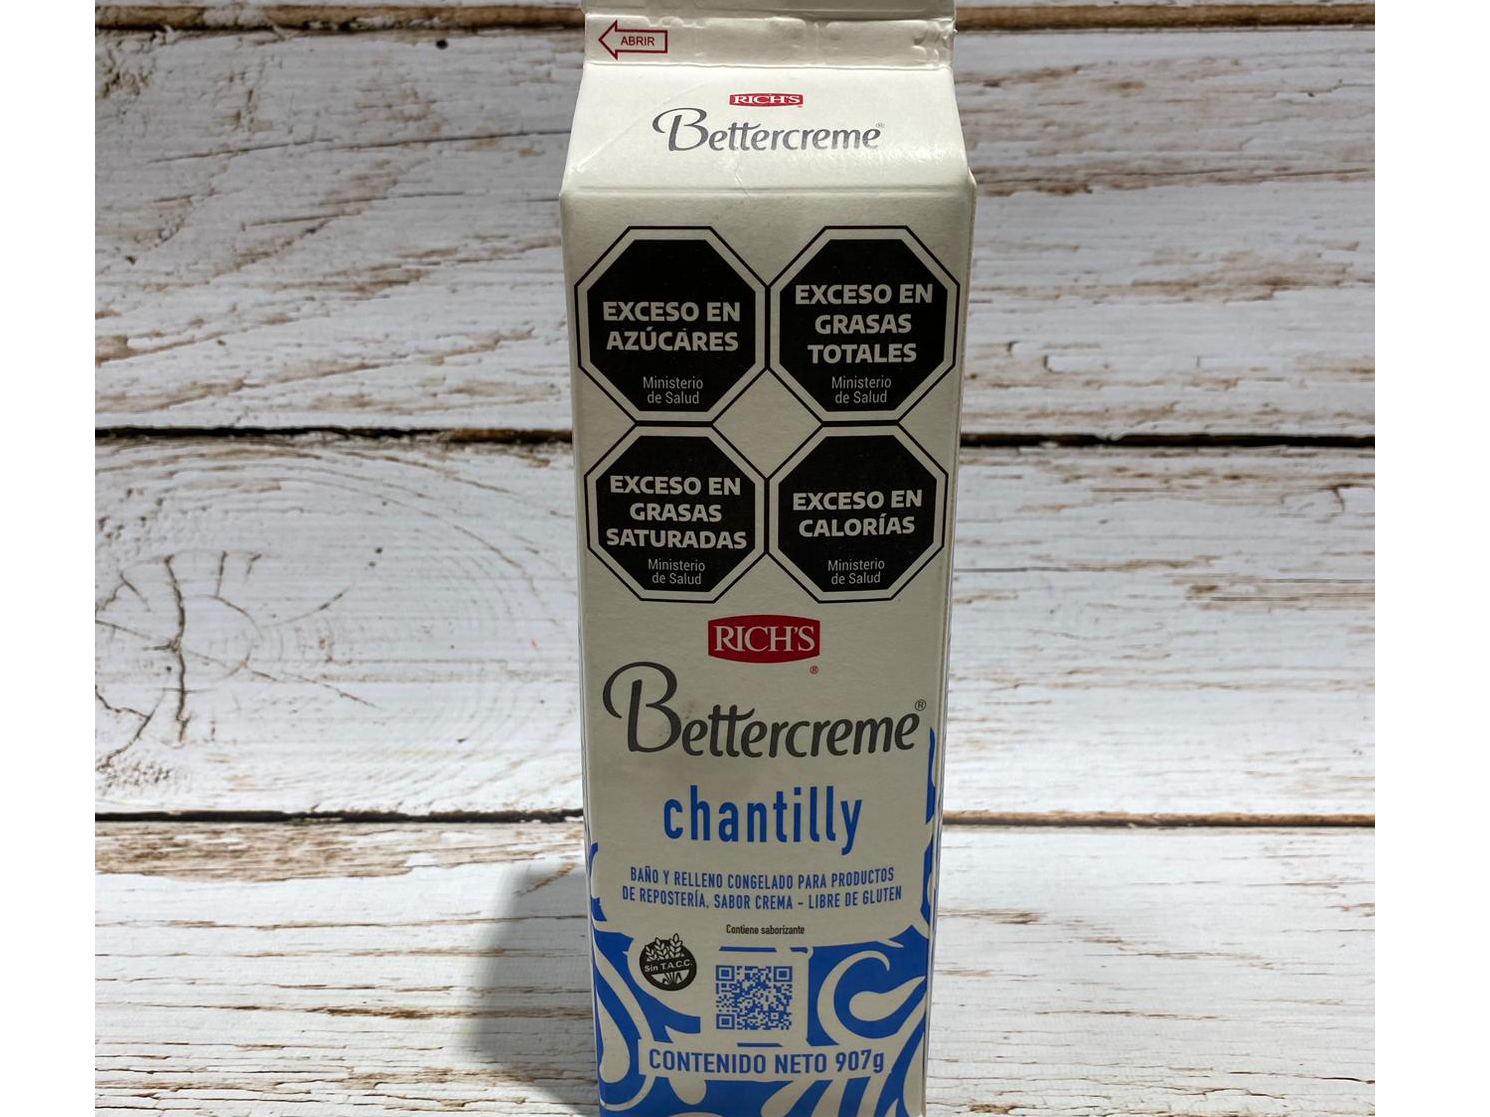 ABRIR
RICH'S
Bettercreme®
EXCESO EN
AZÚCARES
Ministerio
de Salud
EXCESO EN
GRASAS
TOTALES
Ministerio
de Salud
EXCESO EN
GRASAS
SATURADAS
Ministerio
de Salud
EXCESO EN
CALORÍAS
Ministerio
de Salud
RICH'S®
Bettercreme®
chantilly
BAÑO Y RELLENO CONGELADO PARA PRODUCTOS
DE REPOSTERÍA, SABOR CREMA - LIBRE DE GLUTEN
Contiene saborizante
Sin T.A.C.C.
CONTENIDO NETO 907g